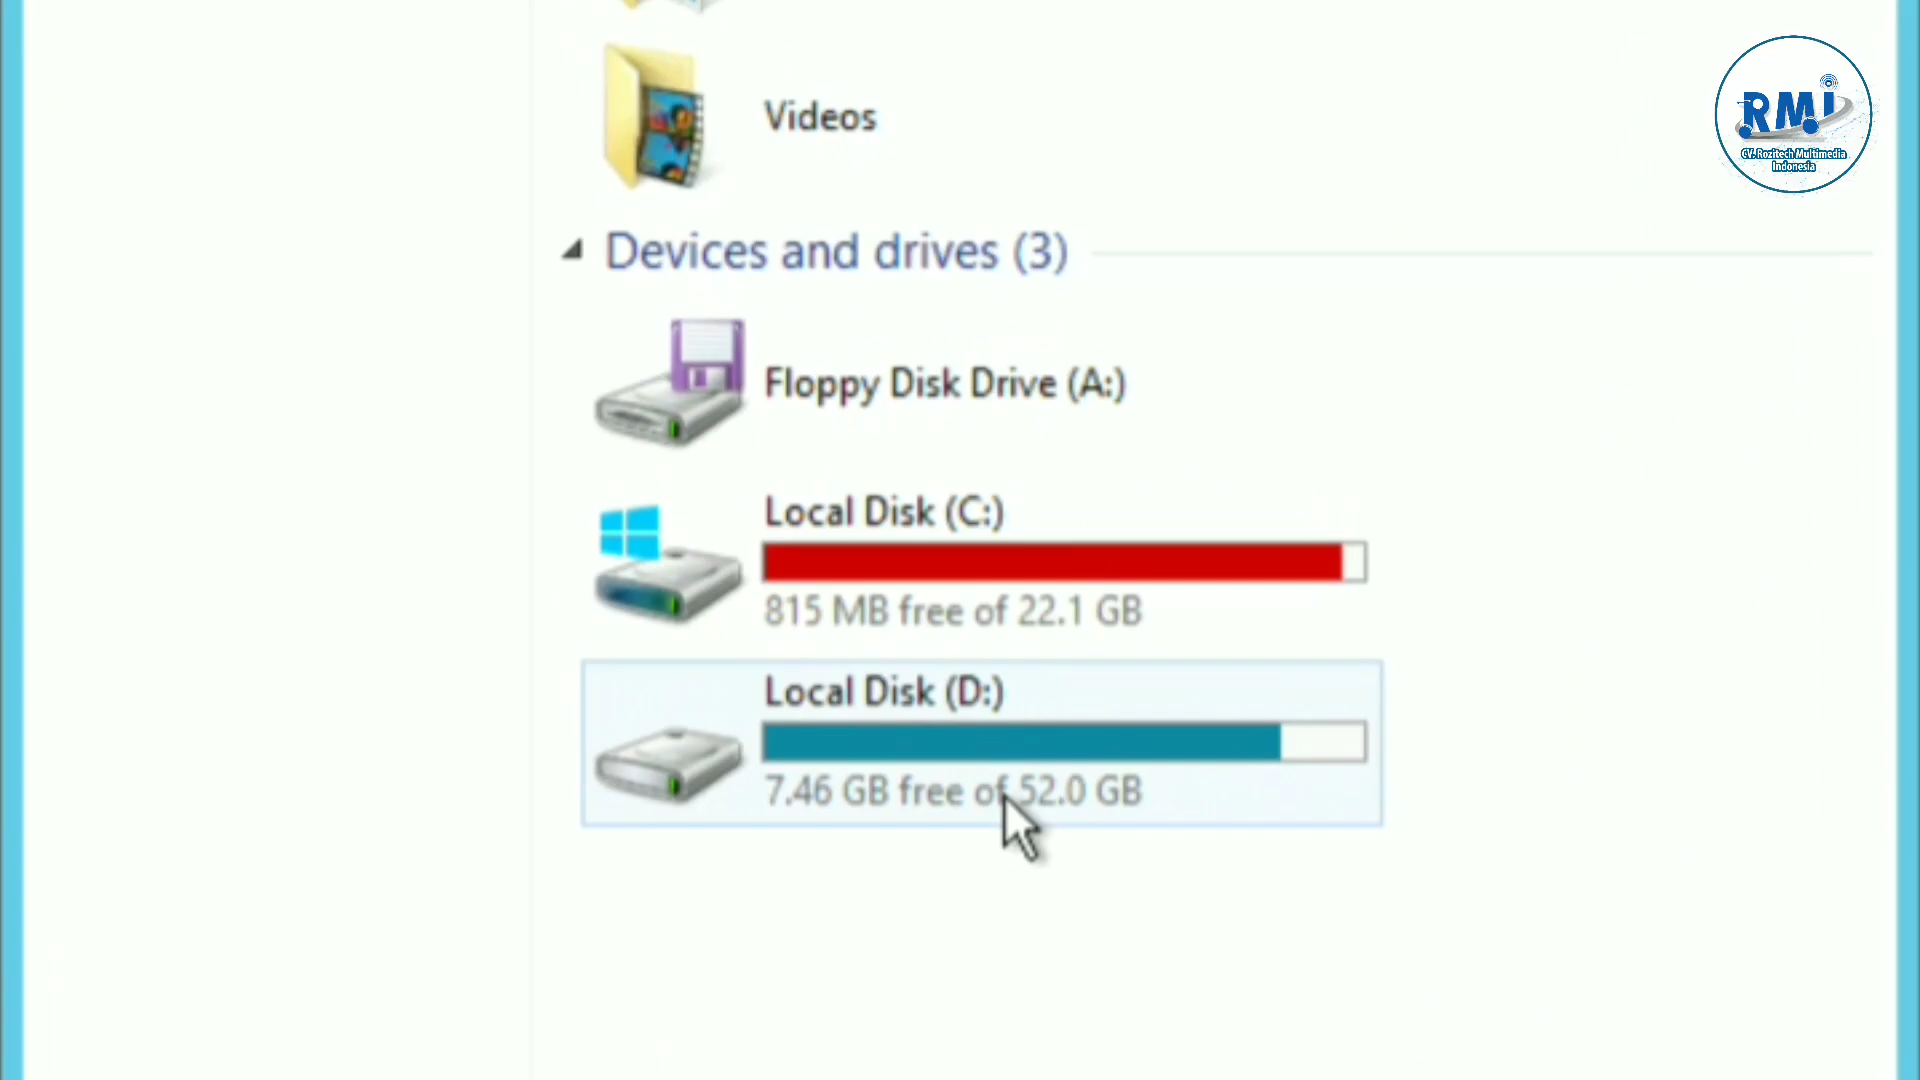 Videos
Devices and drives (3)
Floppy Disk Drive (A:)
Local Disk (C:)
815 MB free of 22.1 GB
Local Disk (D:)
7.46 GB free of 52.0 GB
RMI
CV. Rozitech Multimedia
Indonesia